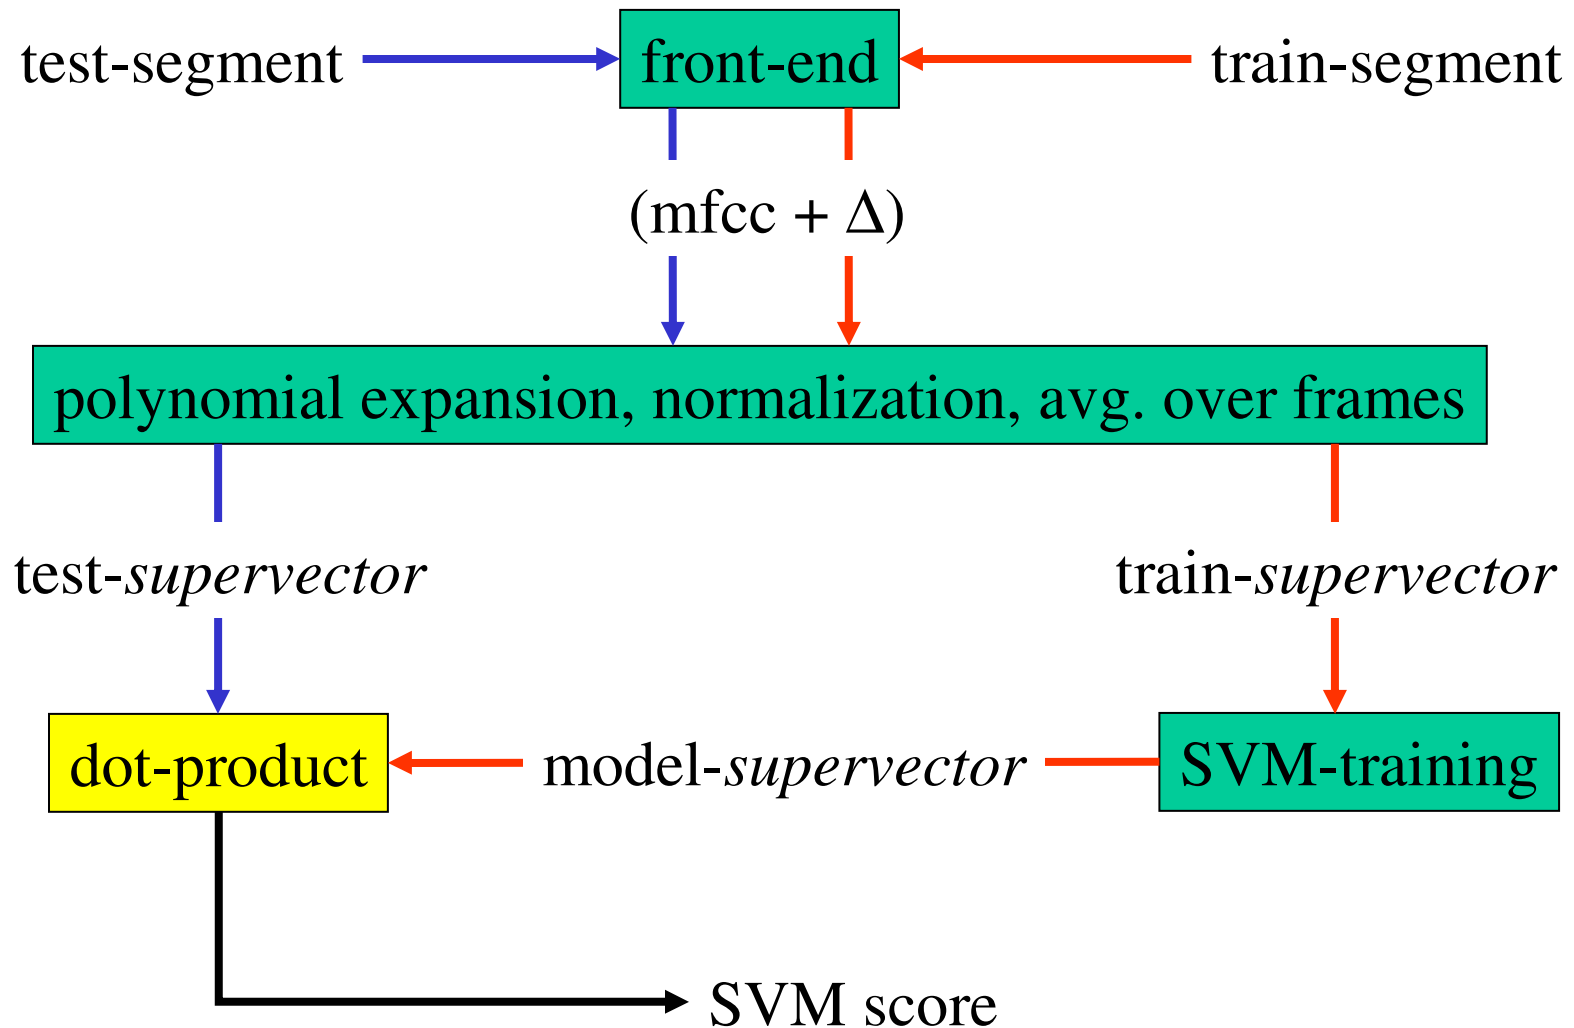 test-segment
front-end
train-segment
(mfcc + Δ)
polynomial expansion, normalization, avg. over frames
test-supervector
train-supervector
dot-product
model-supervector
SVM-training
SVM score